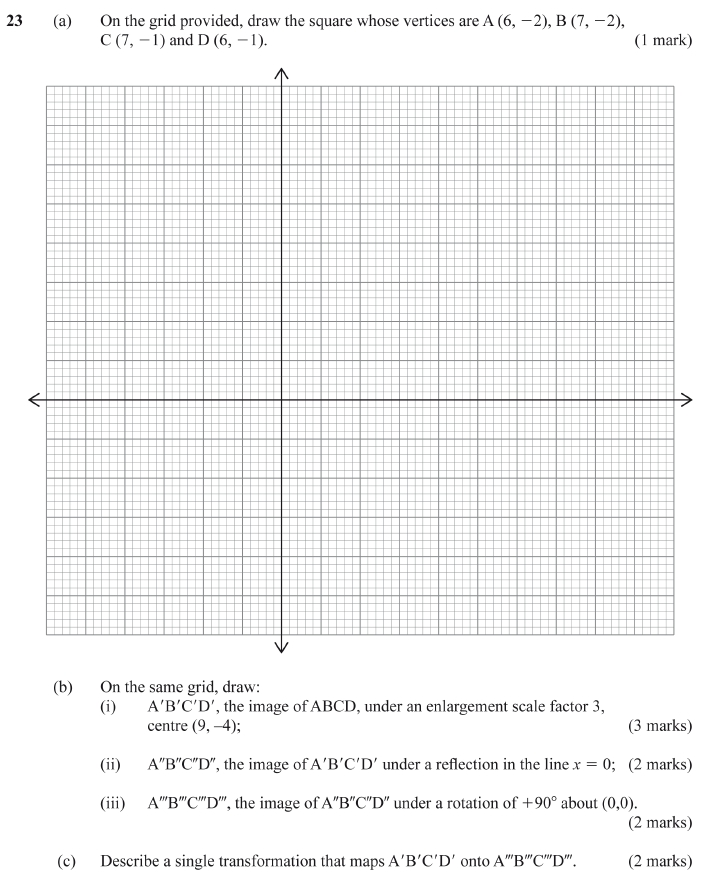 23 (a) On the grid provided, draw the square whose vertices are A (6, −2), B (7, −2),
C (7, −1) and D (6, −1). (1 mark)
(b) On the same grid, draw:
(i) A′B′C′D′, the image of ABCD, under an enlargement scale factor 3,
centre (9, –4); (3 marks)
(ii) A″B″C″D″, the image of A′B′C′D′ under a reflection in the line x = 0; (2 marks)
(iii) A‴B‴C‴D‴, the image of A″B″C″D″ under a rotation of +90° about (0,0).
(2 marks)
(c) Describe a single transformation that maps A′B′C′D′ onto A‴B‴C‴D‴. (2 marks)